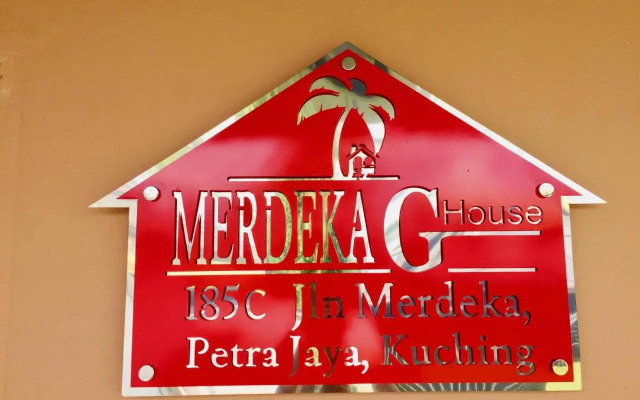 MERDEKA G House
185C Jln Merdeka,
Petra Jaya, Kuching